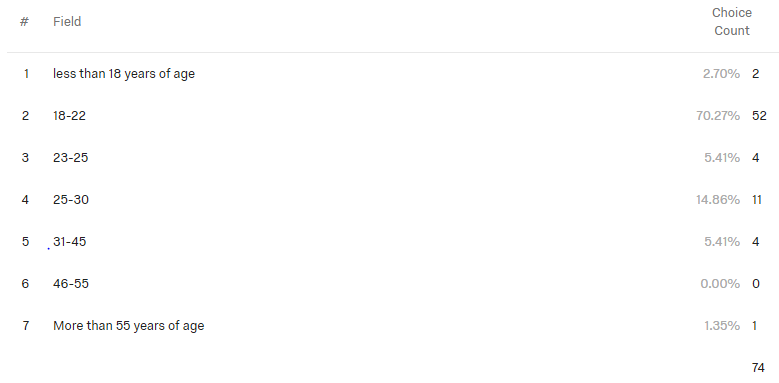 # Field Choice Count
1 less than 18 years of age 2.70% 2
2 18-22 70.27% 52
3 23-25 5.41% 4
4 25-30 14.86% 11
5 31-45 5.41% 4
6 46-55 0.00% 0
7 More than 55 years of age 1.35% 1
74